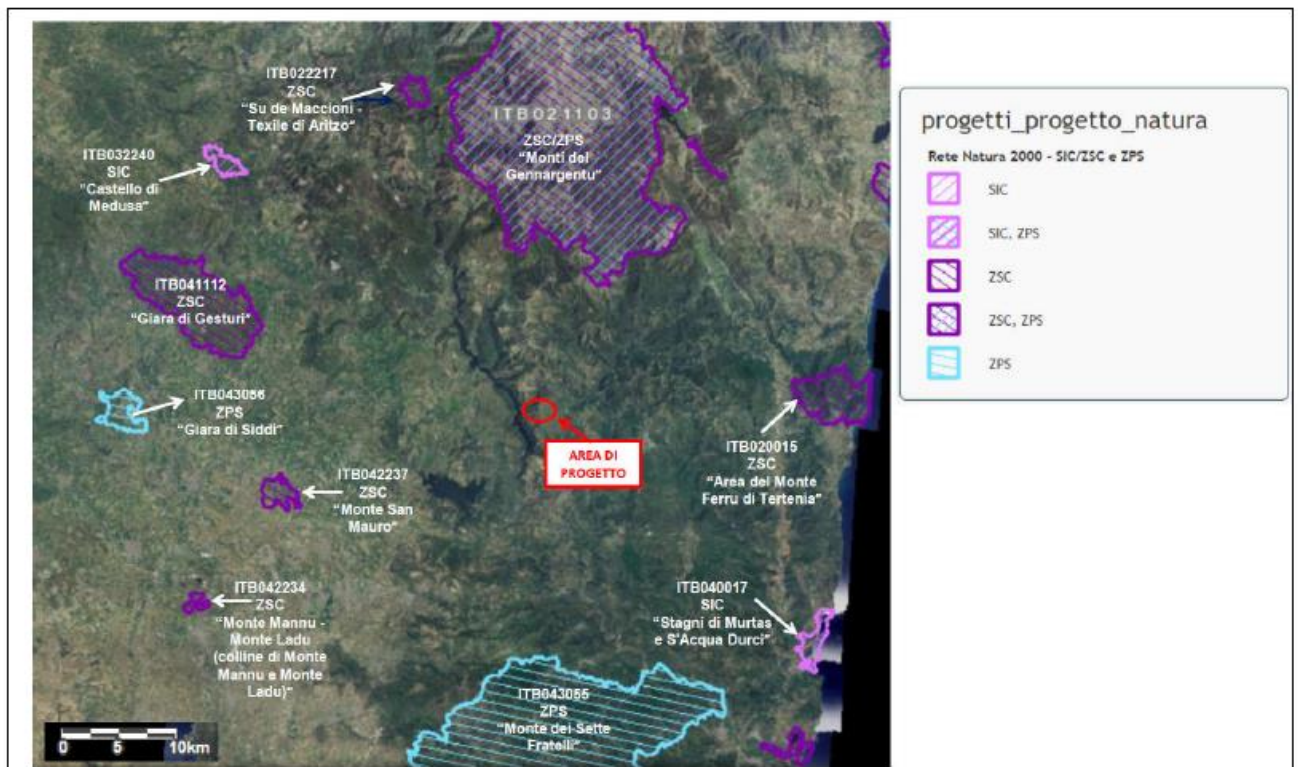 ITB022217
ZSC
"Su de Maccioni -
Texile di Aritzo"
ITB021103
ZSC/ZPS
"Monti del
Gennargentu"
ITB032240
SIC
"Castello di
Medusa"
ITB041112
ZSC
"Giara di Gesturi"
ITB043056
ZPS
"Giara di Siddi"
AREA DI
PROGETTO
ITB020015
ZSC
"Area del Monte
Ferru di Tertenia"
ITB042237
ZSC
"Monte San
Mauro"
ITB042234
ZSC
"Monte Mannu -
Monte Ladu
(colline di Monte
Mannu e Monte
Ladu)"
ITB040017
SIC
"Stagni di Murtas
e S'Acqua Durci"
ITB043055
ZPS
"Monte dei Sette
Fratelli"
0 5 10km
progetti_progetto_natura
Rete Natura 2000 - SIC/ZSC e ZPS
SIC
SIC, ZPS
ZSC
ZSC, ZPS
ZPS